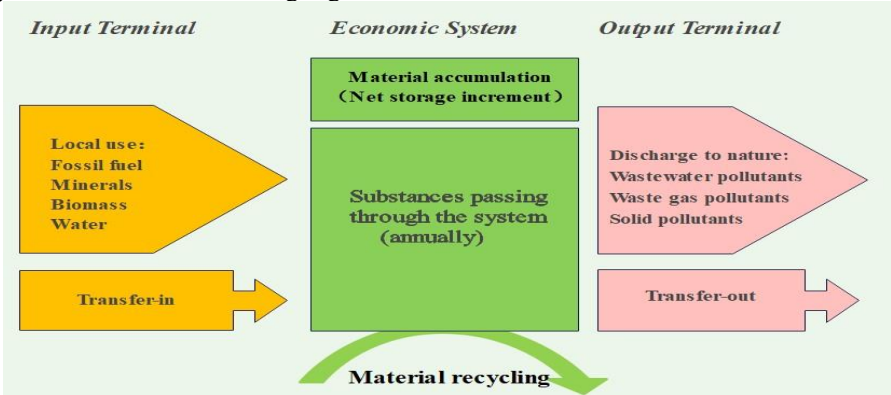 Input Terminal
Economic System
Output Terminal
Material accumulation
（Net storage increment）
Local use:
Fossil fuel
Minerals
Biomass
Water
Substances passing
through the system
(annually)
Discharge to nature:
Wastewater pollutants
Waste gas pollutants
Solid pollutants
Transfer-in
Transfer-out
Material recycling